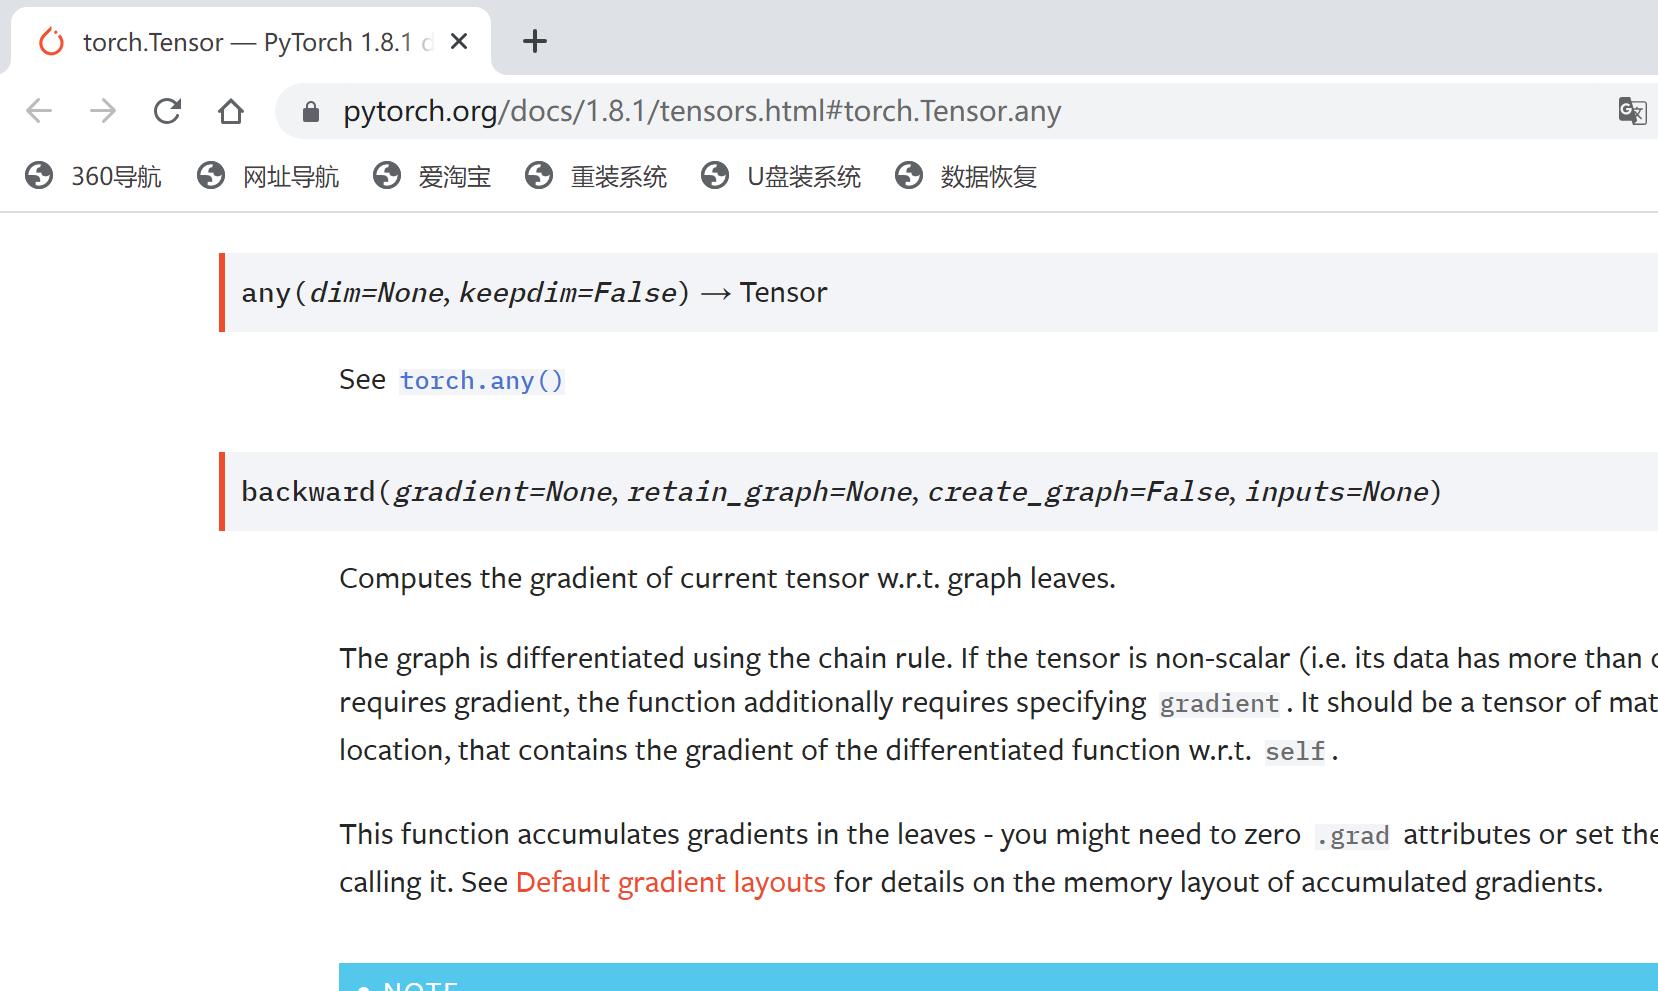 torch.Tensor — PyTorch 1.8.1
pytorch.org/docs/1.8.1/tensors.html#torch.Tensor.any
360导航 网址导航 爱淘宝 重装系统 U盘装系统 数据恢复
any(dim=None, keepdim=False) → Tensor
See torch.any()
backward(gradient=None, retain_graph=None, create_graph=False, inputs=None)
Computes the gradient of current tensor w.r.t. graph leaves.
The graph is differentiated using the chain rule. If the tensor is non-scalar (i.e. its data has more than
requires gradient, the function additionally requires specifying gradient. It should be a tensor of
location, that contains the gradient of the differentiated function w.r.t. self.
This function accumulates gradients in the leaves - you might need to zero .grad attributes or set
calling it. See Default gradient layouts for details on the memory layout of accumulated gradients.
NOTE